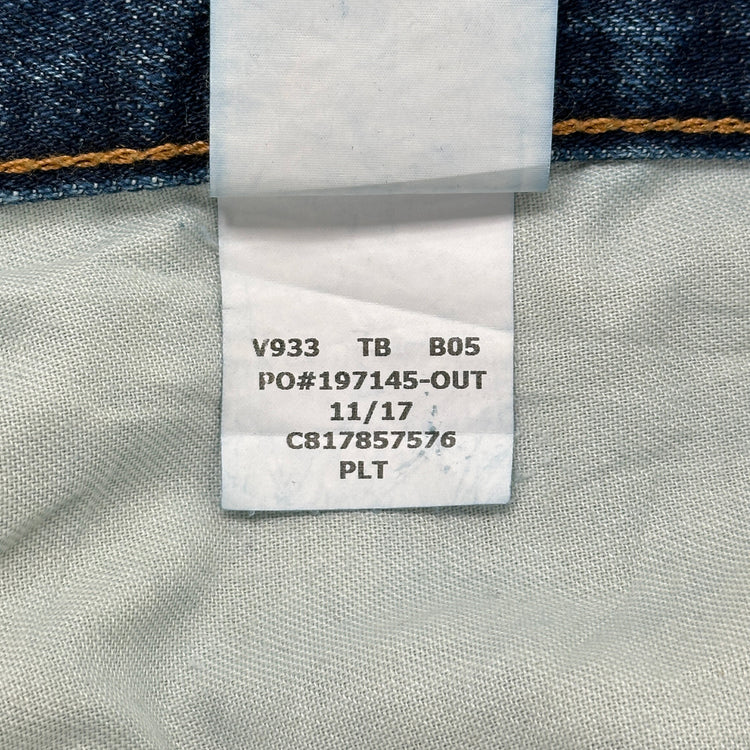 V933 TB B05
PO#197145-OUT
11/17
C817857576
PLT